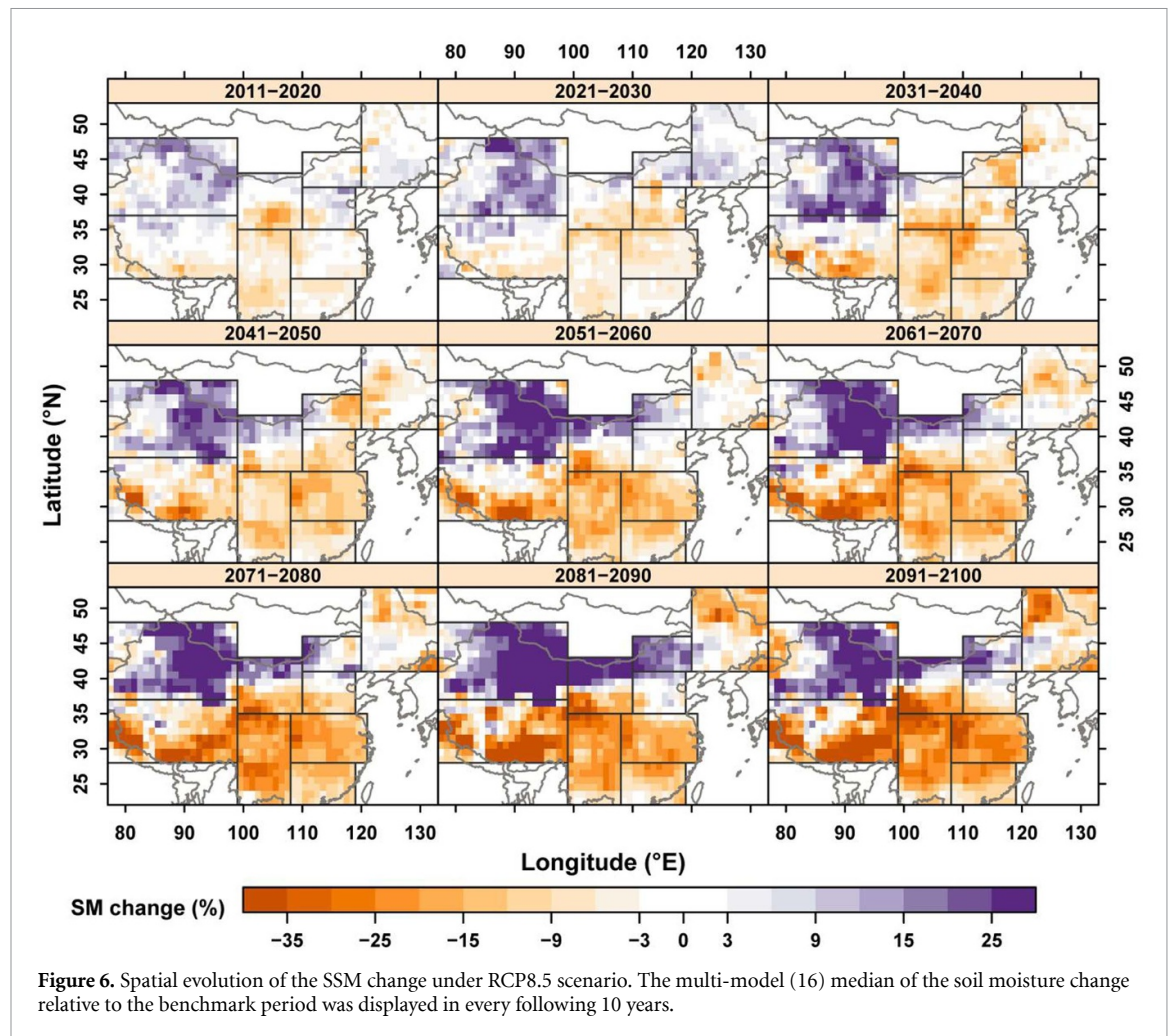 80 90 100 110 120 130
2011−2020 2021−2030 2031−2040
50
45
40
35
30
25
2041−2050 2051−2060 2061−2070
Latitude (°N)
50
45
40
35
30
25
2071−2080 2081−2090 2091−2100
50
45
40
35
30
25
80 90 100 110 120 130 80 90 100 110 120 130
Longitude (°E)
SM change (%)
−35 −25 −15 −9 −3 0 3 9 15 25
Figure 6. Spatial evolution of the SSM change under RCP8.5 scenario. The multi-model (16) median of the soil moisture change
relative to the benchmark period was displayed in every following 10 years.